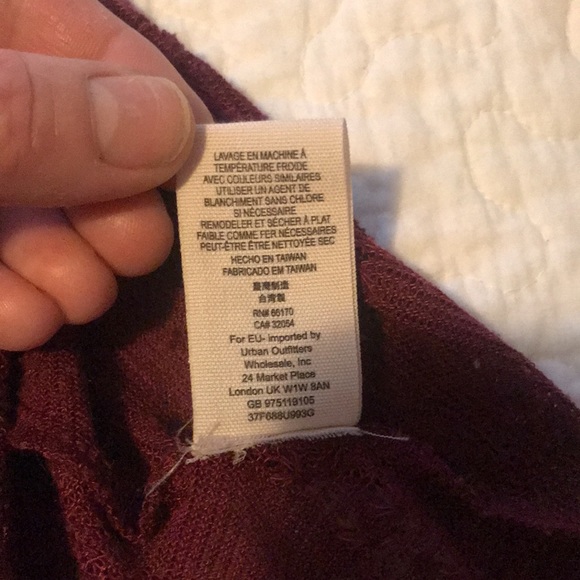 LAVAGE EN MACHINE À
TEMPÉRATURE FROIDE
AVEC COULEURS SIMILAIRES
UTILISER UN AGENT DE
BLANCHIMENT SANS CHLORE
SI NÉCESSAIRE
REMODELER ET SÉCHER À PLAT
FAIBLE COMME FER NÉCESSAIRES
PEUT-ÊTRE ÊTRE NETTOYÉE SEC
HECHO EN TAIWAN
FABRICADO EM TAIWAN
臺灣制造
台湾製
RN# 66170
CA# 32054
For EU- imported by
Urban Outfitters
Wholesale, Inc
24 Market Place
London UK W1W 8AN
GB 975119105
37F688U993G